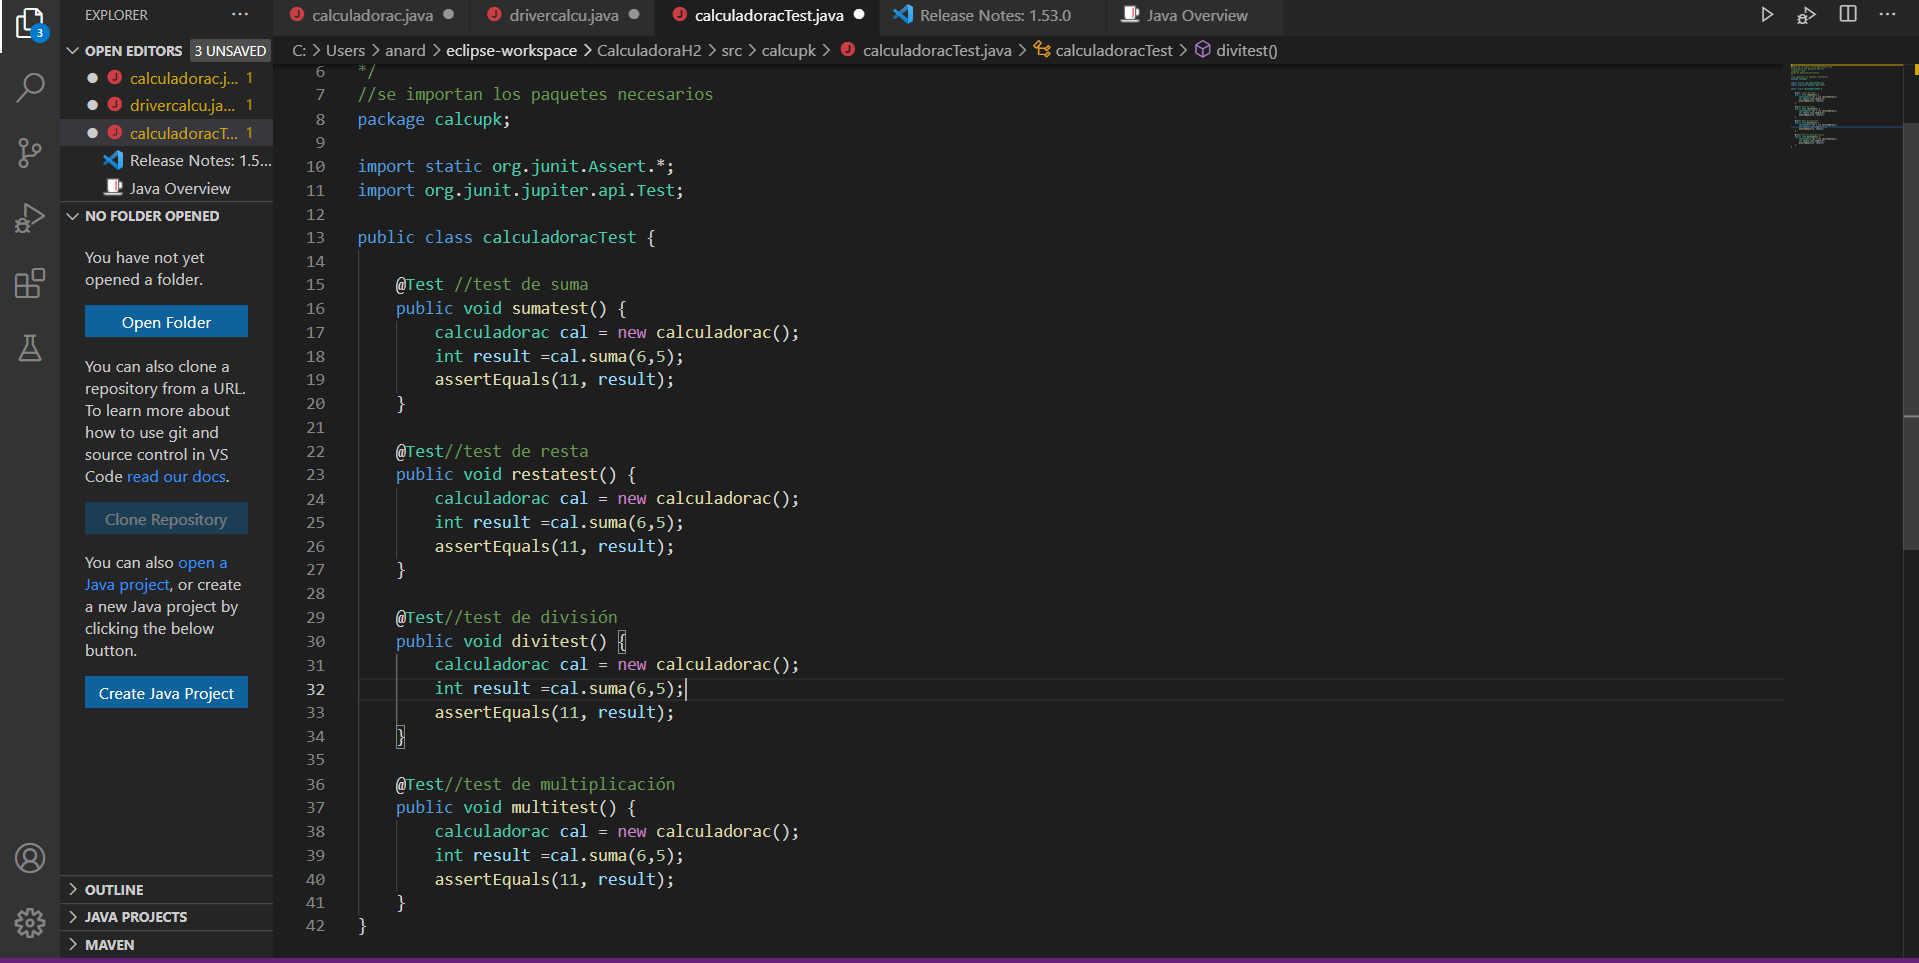 EXPLORER
···
calculadorac.java
drivercalcu.java
calculadoracTest.java
Release Notes: 1.53.0
Java Overview
···
3
OPEN EDITORS 3 UNSAVED
C: > Users > anard > eclipse-workspace > CalculadoraH2 > src > calcupk > calculadoracTest.java > calculadoracTest > divitest()
calculadorac.j... 1
drivercalcu.ja... 1
calculadoracT... 1
Release Notes: 1.5...
Java Overview
NO FOLDER OPENED
You have not yet
opened a folder.
Open Folder
You can also clone a
repository from a URL.
To learn more about
how to use git and
source control in VS
Code read our docs.
Clone Repository
You can also open a
Java project, or create
a new Java project by
clicking the below
button.
Create Java Project
OUTLINE
JAVA PROJECTS
MAVEN
6 */
7 //se importan los paquetes necesarios
8 package calcupk;
9
10 import static org.junit.Assert.*;
11 import org.junit.jupiter.api.Test;
12
13 public class calculadoracTest {
14
15 @Test //test de suma
16 public void sumatest() {
17 calculadorac cal = new calculadorac();
18 int result =cal.suma(6,5);
19 assertEquals(11, result);
20 }
21
22 @Test//test de resta
23 public void restatest() {
24 calculadorac cal = new calculadorac();
25 int result =cal.suma(6,5);
26 assertEquals(11, result);
27 }
28
29 @Test//test de división
30 public void divitest() {
31 calculadorac cal = new calculadorac();
32 int result =cal.suma(6,5);
33 assertEquals(11, result);
34 }
35
36 @Test//test de multiplicación
37 public void multitest() {
38 calculadorac cal = new calculadorac();
39 int result =cal.suma(6,5);
40 assertEquals(11, result);
41 }
42 }